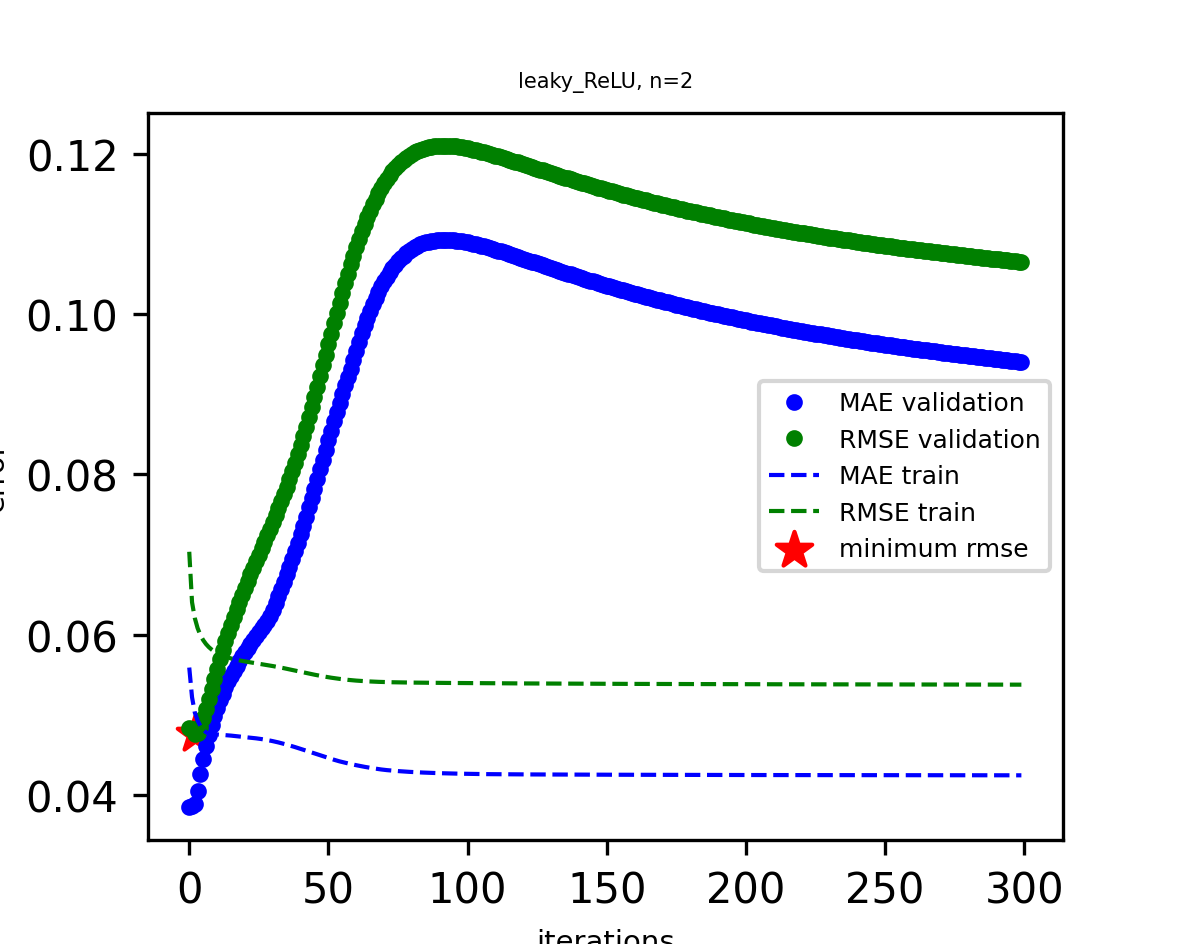 leaky_ReLU, n=2
0.12
0.10
0.08
0.06
0.04
MAE validation
RMSE validation
MAE train
RMSE train
minimum rmse
0 50 100 150 200 250 300
iterations